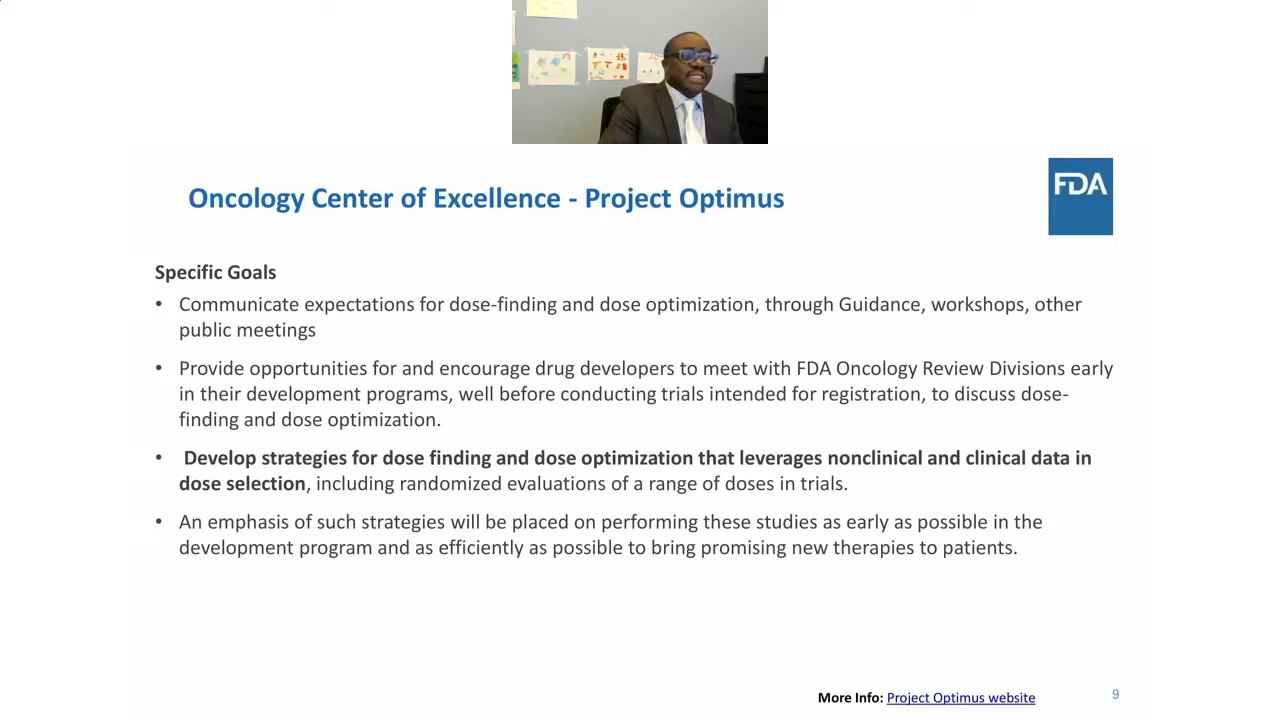 Oncology Center of Excellence - Project Optimus
FDA
Specific Goals
• Communicate expectations for dose-finding and dose optimization, through Guidance, workshops, other
public meetings
• Provide opportunities for and encourage drug developers to meet with FDA Oncology Review Divisions early
in their development programs, well before conducting trials intended for registration, to discuss dose-
finding and dose optimization.
• Develop strategies for dose finding and dose optimization that leverages nonclinical and clinical data in
dose selection, including randomized evaluations of a range of doses in trials.
• An emphasis of such strategies will be placed on performing these studies as early as possible in the
development program and as efficiently as possible to bring promising new therapies to patients.
More Info: Project Optimus website
9